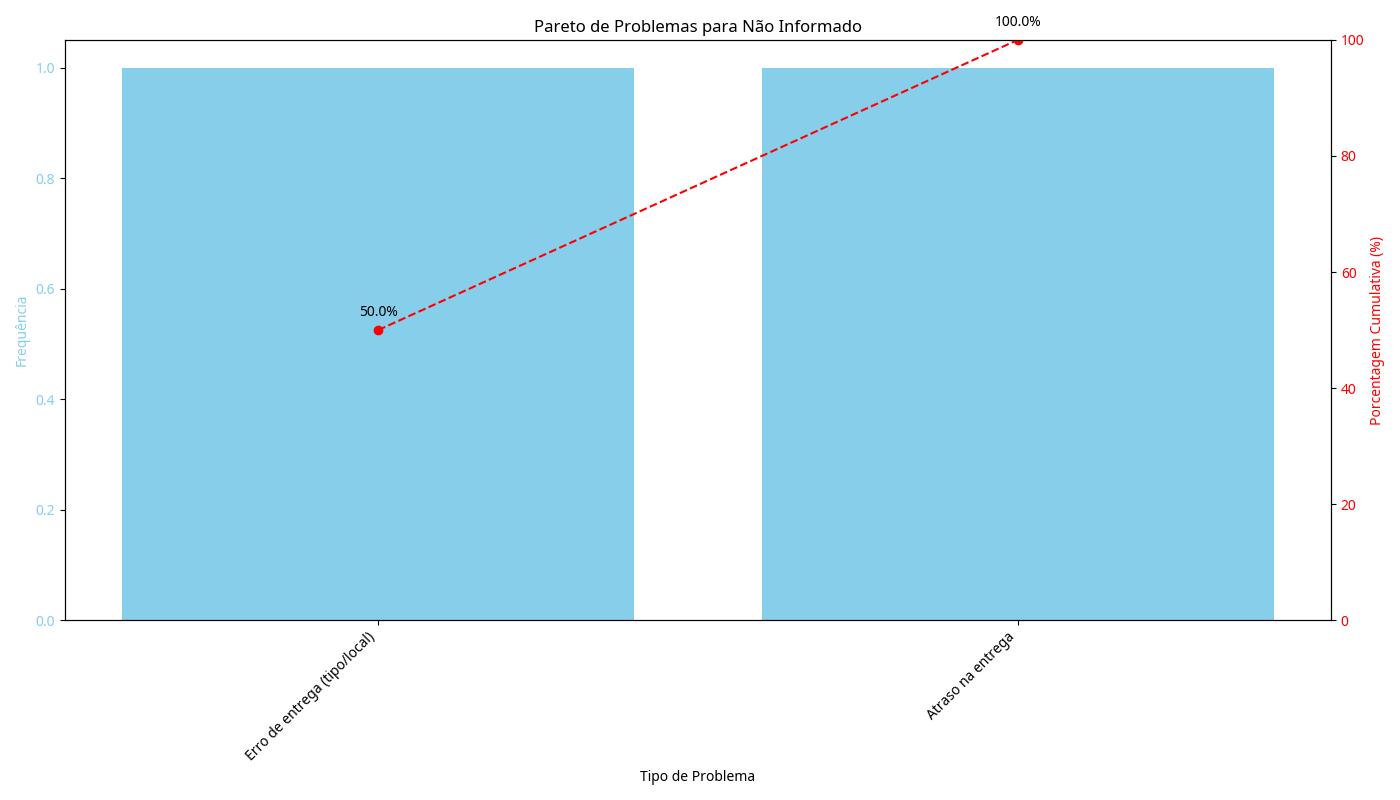 Pareto de Problemas para Não Informado
100.0%
50.0%
Frequência
1.0
0.8
0.6
0.4
0.2
0.0
100
80
60
40
20
0
Porcentagem Cumulativa (%)
Erro de entrega (tipo/local)
Atraso na entrega
Tipo de Problema